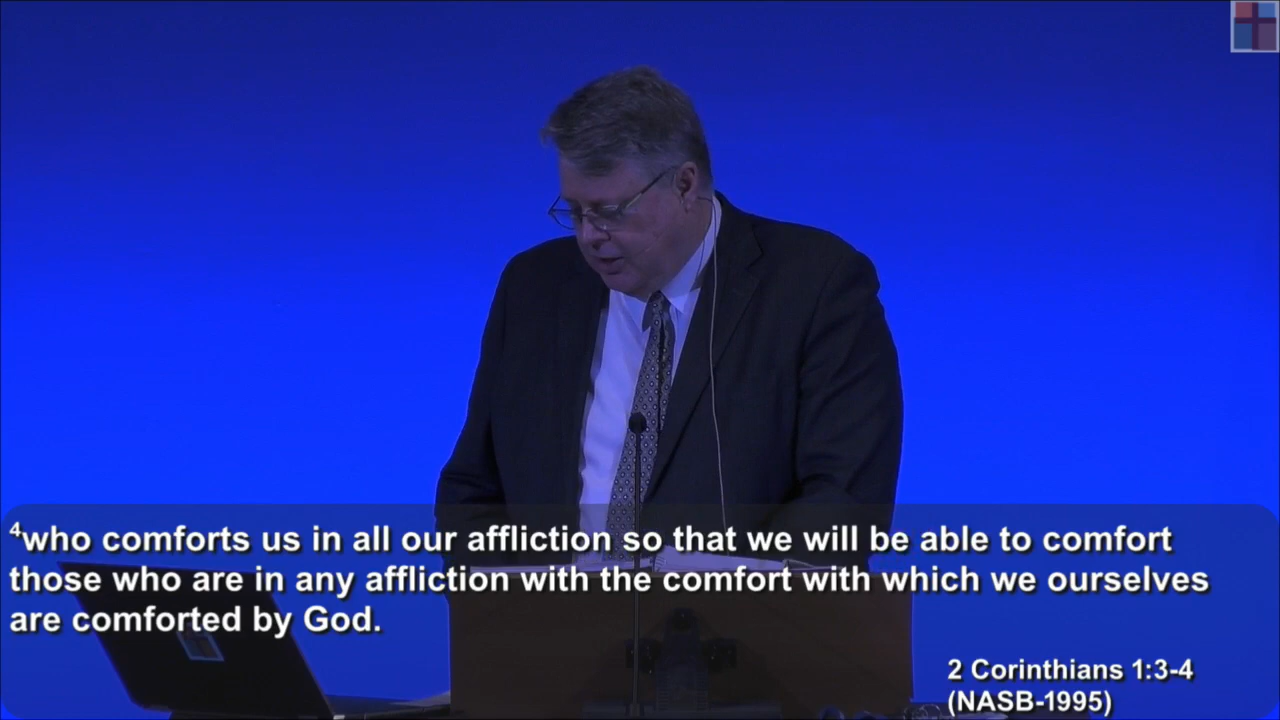 ⁴who comforts us in all our affliction so that we will be able to comfort
those who are in any affliction with the comfort with which we ourselves
are comforted by God.
2 Corinthians 1:3-4
(NASB-1995)